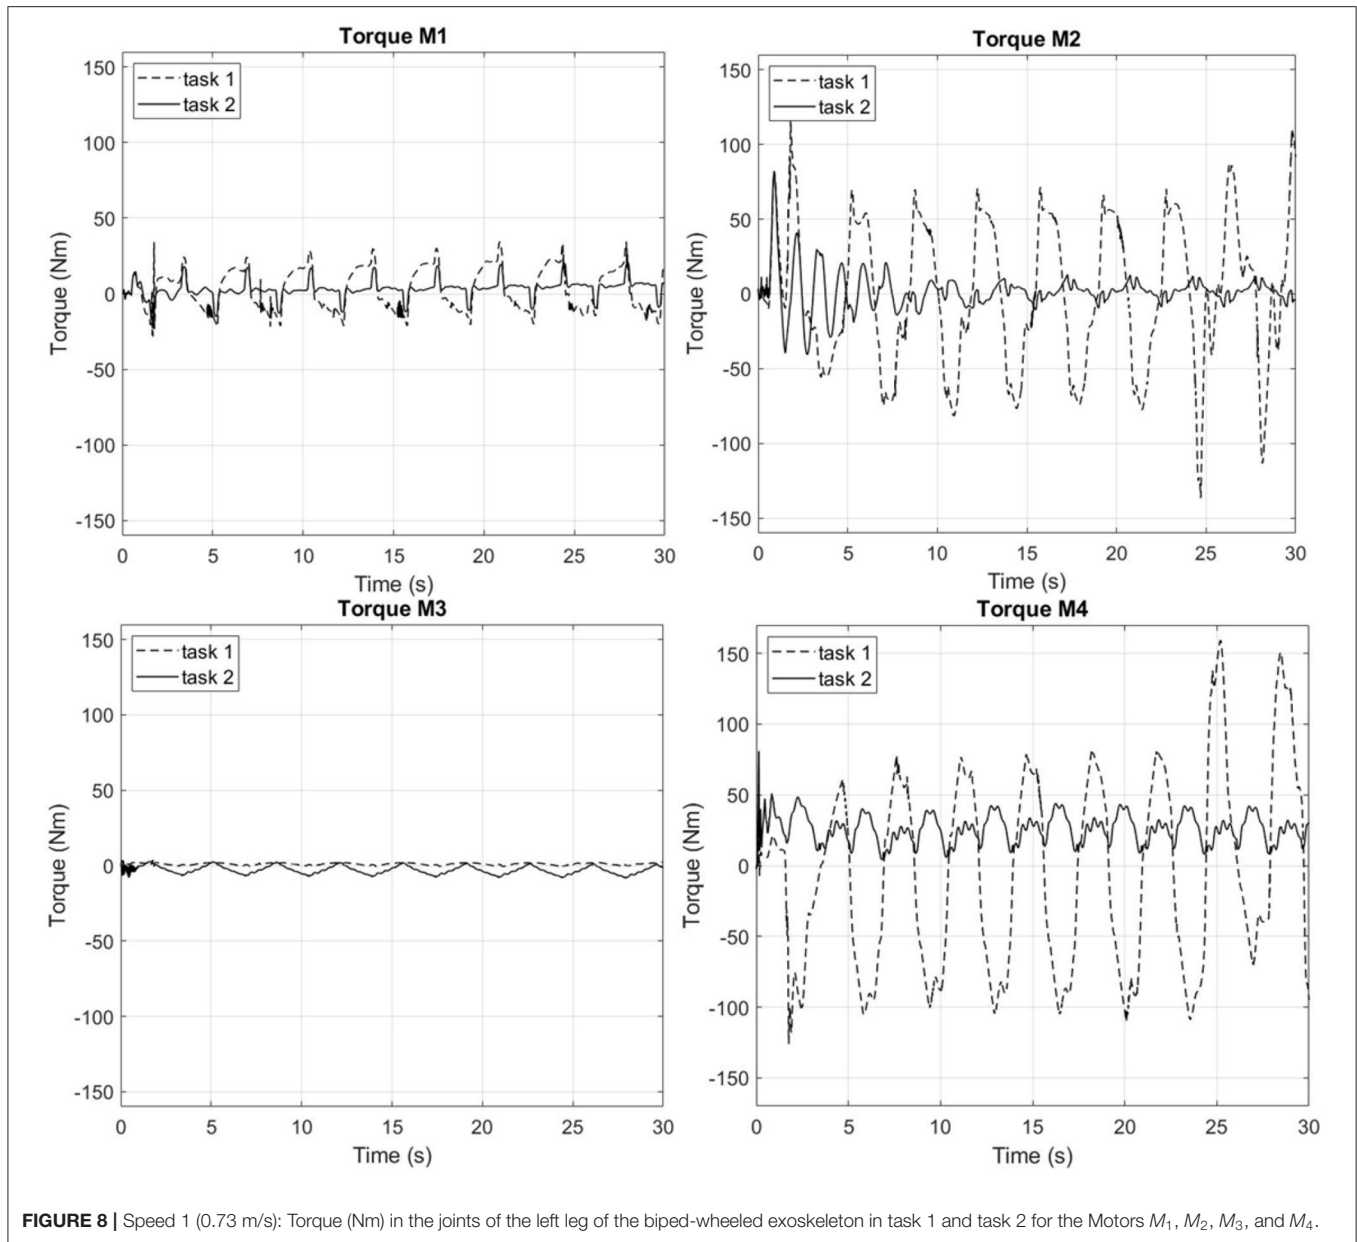 Torque M1
150
100
50
0
-50
-100
-150
Torque (Nm)
task 1
task 2
0 5 10 15 20 25 30
Time (s)
Torque M2
150
100
50
0
-50
-100
-150
Torque (Nm)
task 1
task 2
0 5 10 15 20 25 30
Time (s)
Torque M3
150
100
50
0
-50
-100
-150
Torque (Nm)
task 1
task 2
0 5 10 15 20 25 30
Time (s)
Torque M4
150
100
50
0
-50
-100
-150
Torque (Nm)
task 1
task 2
0 5 10 15 20 25 30
Time (s)
FIGURE 8 | Speed 1 (0.73 m/s): Torque (Nm) in the joints of the left leg of the biped-wheeled exoskeleton in task 1 and task 2 for the Motors M1, M2, M3, and M4.